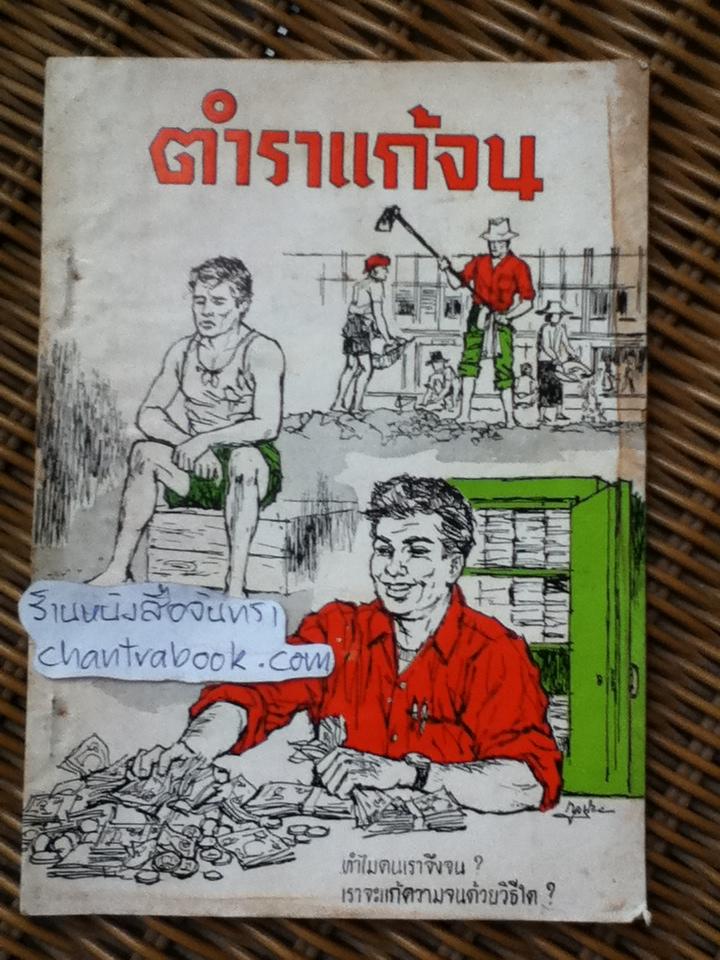 ตำราแก้จน
ร้านหนังสือจันทรา
chantrabook.com
ทำไมคนเราจึงจน ?
เราจะแก้ความจนด้วยวิธีใด ?